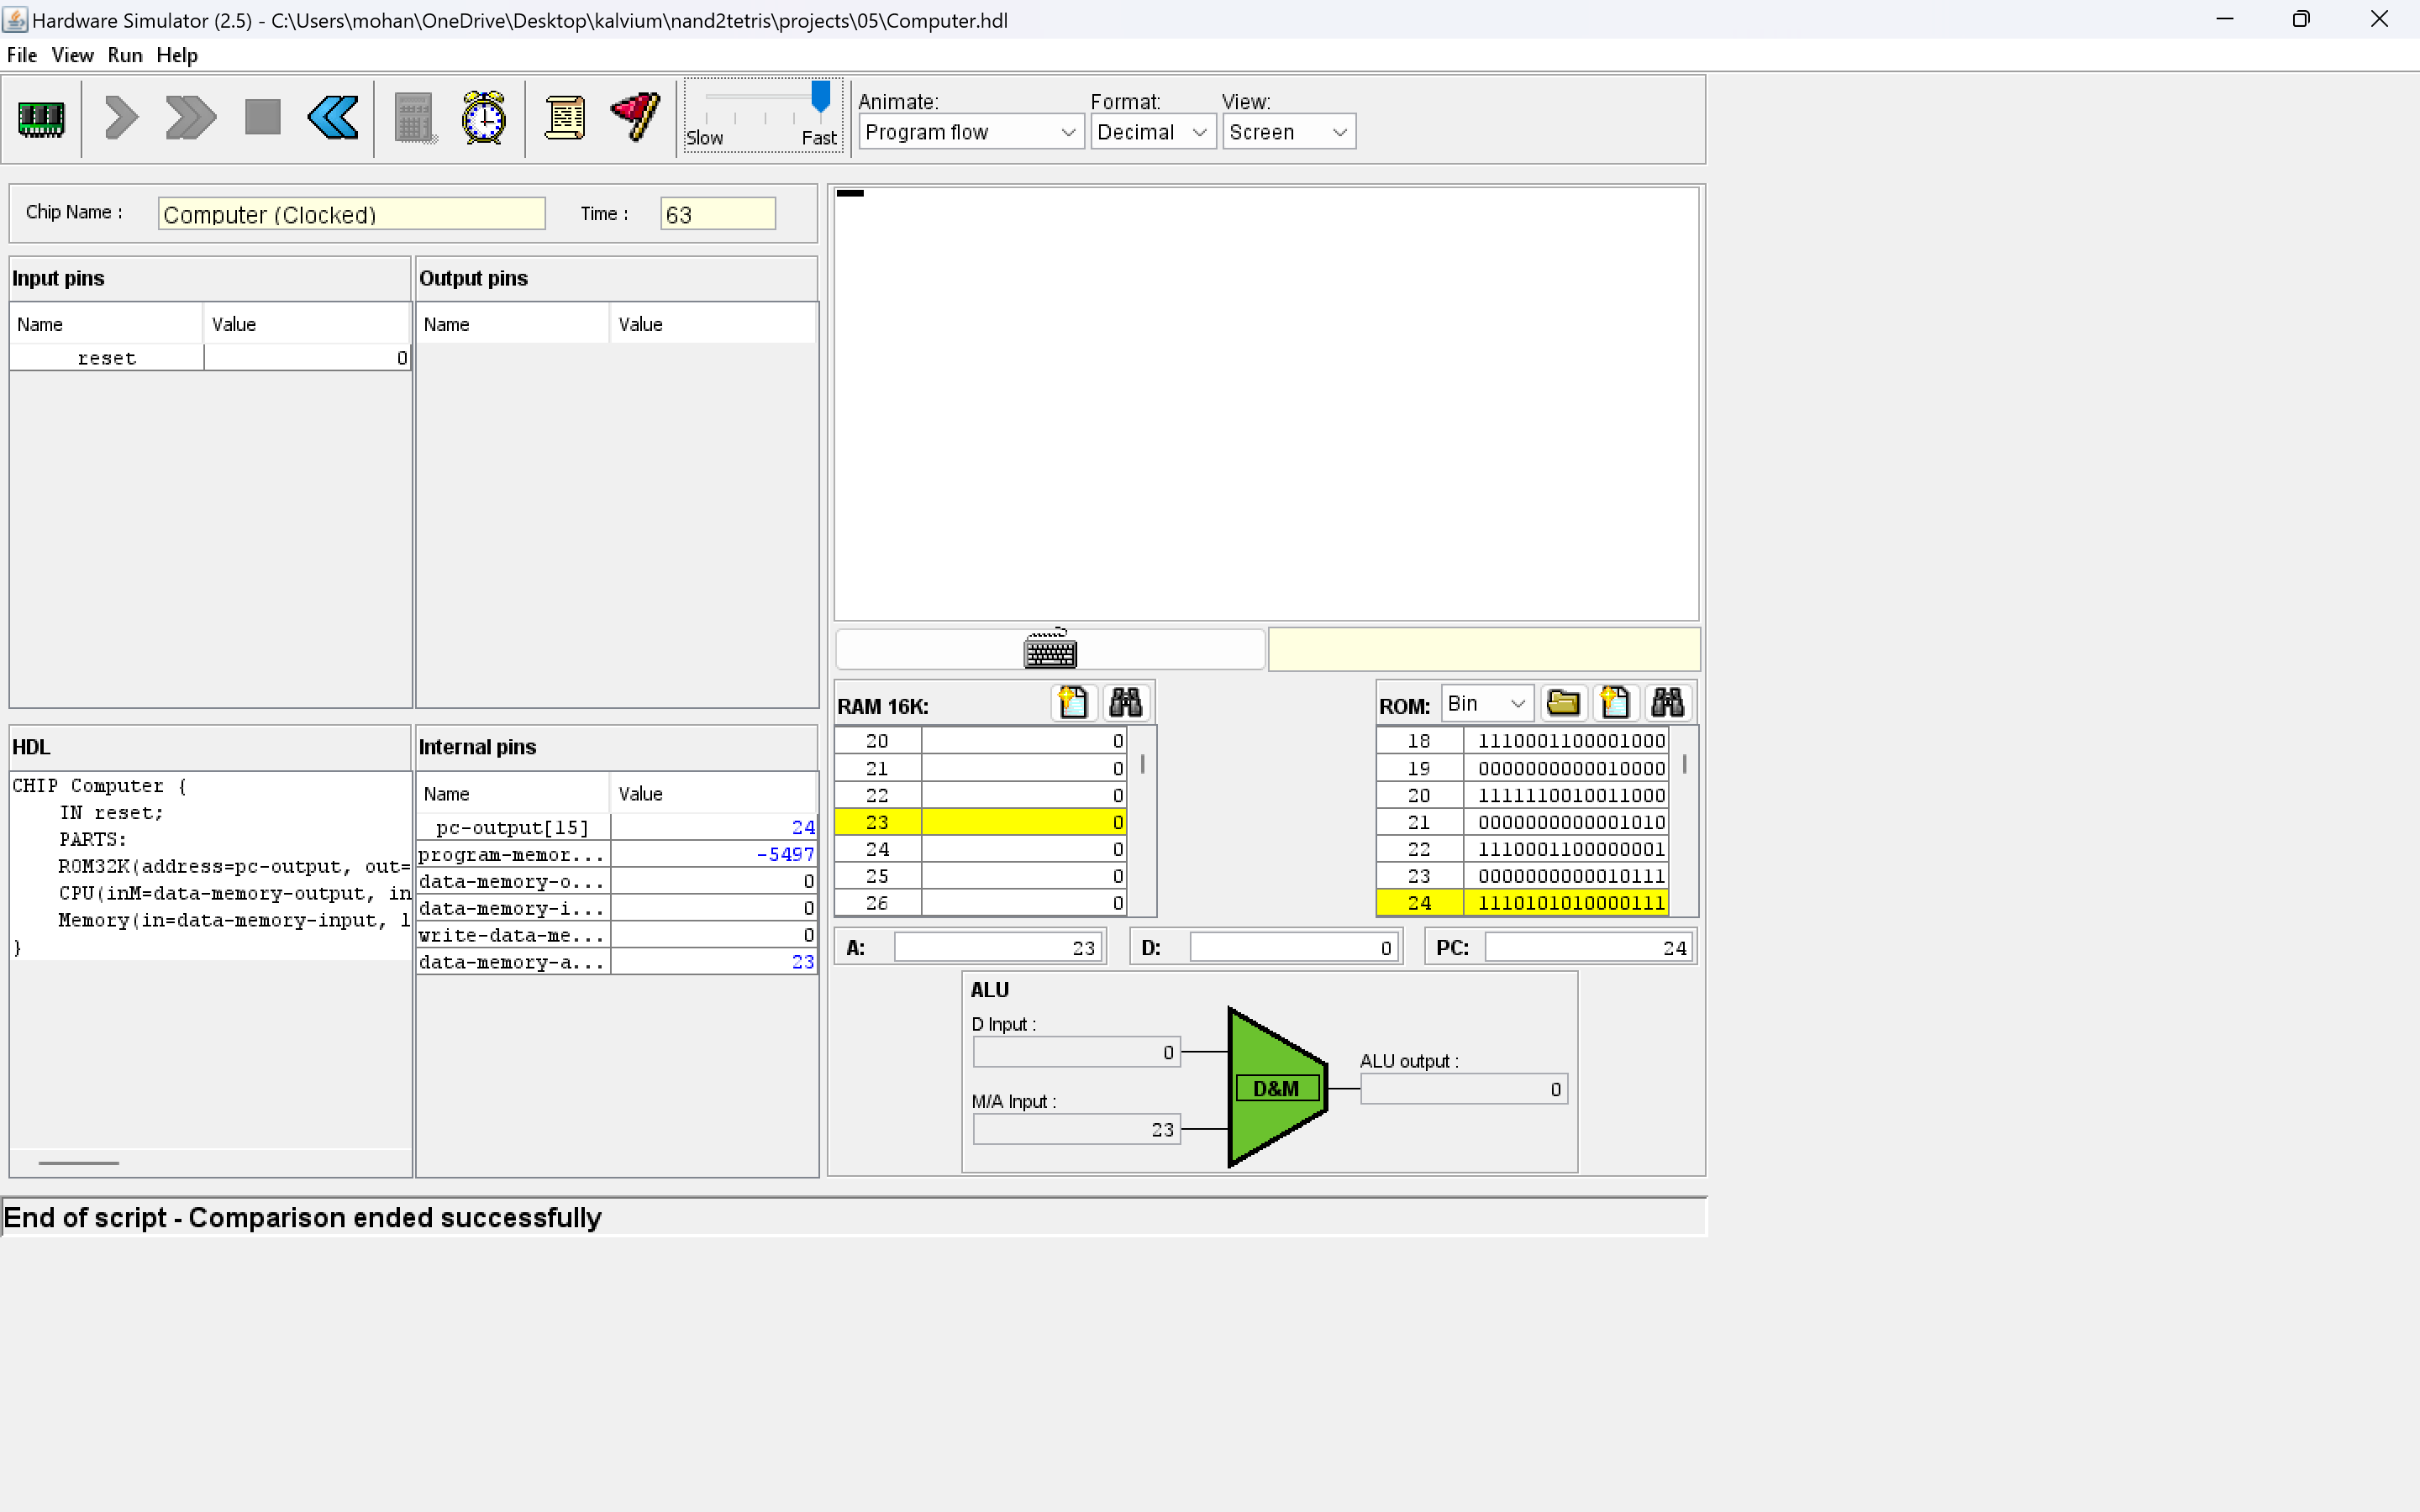 Hardware Simulator (2.5) - C:\Users\mohan\OneDrive\Desktop\kalvium\nand2tetris\projects\05\Computer.hdl
File View Run Help
Slow Fast
Animate: Format: View:
Program flow Decimal Screen
Chip Name : Computer (Clocked) Time : 63
Input pins
Name Value
reset 0
Output pins
Name Value
HDL
CHIP Computer {
IN reset;
PARTS:
ROM32K(address=pc-output, out=
CPU(inM=data-memory-output, in
Memory(in=data-memory-input, l
}
Internal pins
Name Value
pc-output[15] 24
program-memor... -5497
data-memory-o... 0
data-memory-i... 0
write-data-me... 0
data-memory-a... 23
RAM 16K:
20 0
21 0
22 0
23 0
24 0
25 0
26 0
ROM: Bin
18 1110001100001000
19 0000000000010000
20 1111110010011000
21 0000000000001010
22 1110001100000001
23 0000000000010111
24 1110101010000111
A: 23 D: 0 PC: 24
ALU
D Input :
0
M/A Input :
23
D&M
ALU output :
0
End of script - Comparison ended successfully